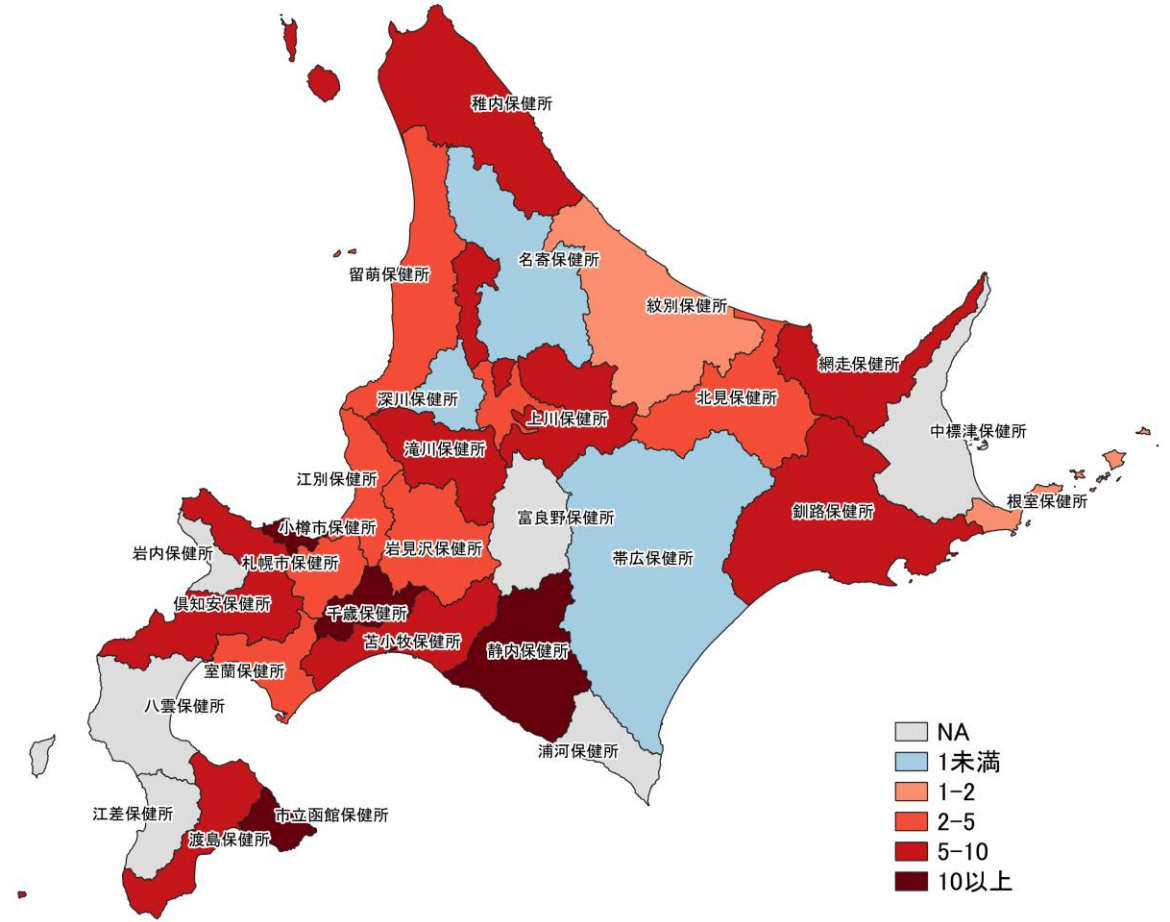 稚内保健所
名寄保健所
留萌保健所
紋別保健所
網走保健所
深川保健所
北見保健所
上川保健所
中標津保健所
滝川保健所
江別保健所
根室保健所
釧路保健所
富良野保健所
小樽市保健所
岩見沢保健所
岩内保健所
札幌市保健所
帯広保健所
倶知安保健所
千歳保健所
苫小牧保健所
静内保健所
室蘭保健所
八雲保健所
浦河保健所
江差保健所
市立函館保健所
渡島保健所
NA
1未満
1-2
2-5
5-10
10以上